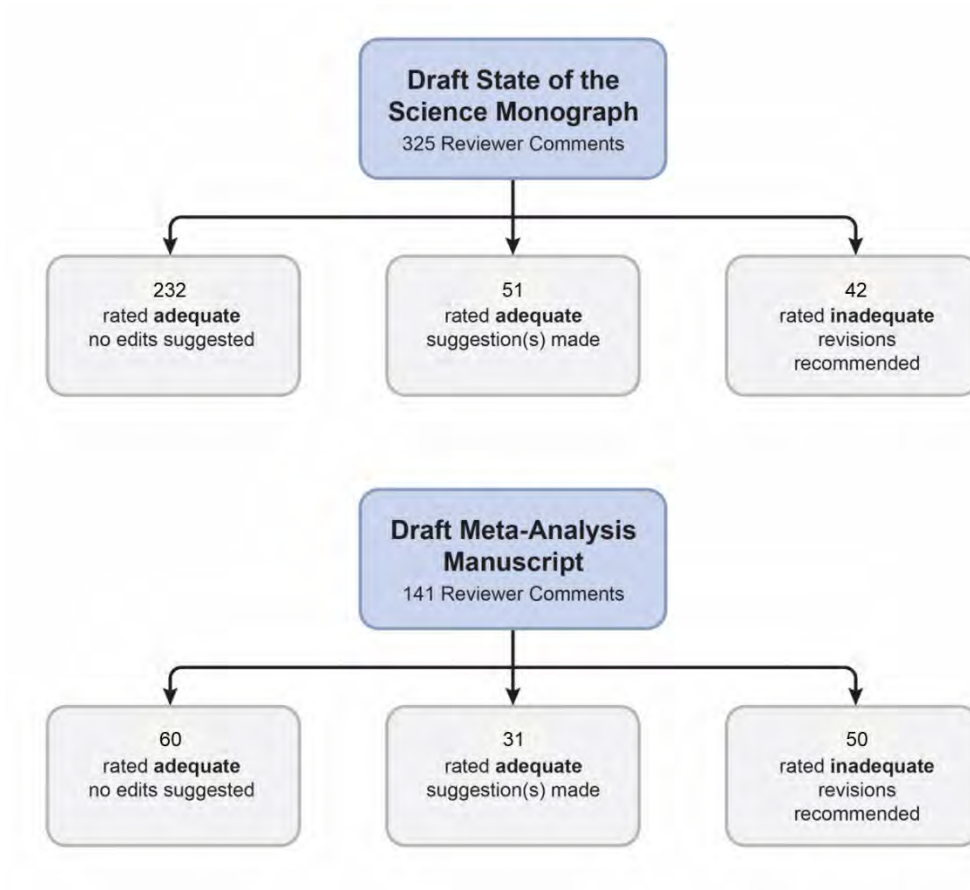 Draft State of the
Science Monograph
325 Reviewer Comments
232
rated adequate
no edits suggested
51
rated adequate
suggestion(s) made
42
rated inadequate
revisions
recommended
Draft Meta-Analysis
Manuscript
141 Reviewer Comments
60
rated adequate
no edits suggested
31
rated adequate
suggestion(s) made
50
rated inadequate
revisions
recommended